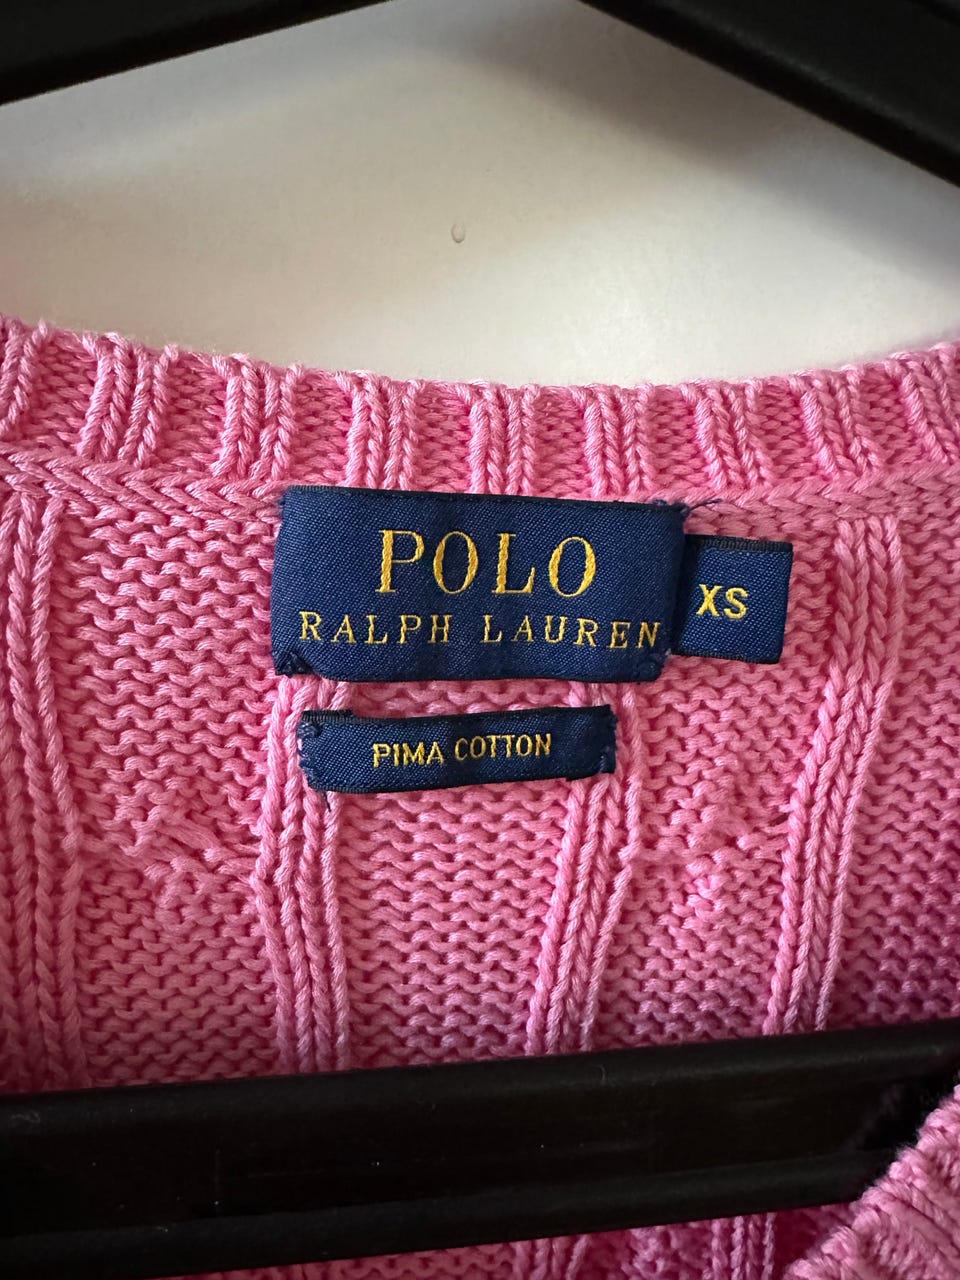 POLO
RALPH LAUREN
XS
PIMA COTTON